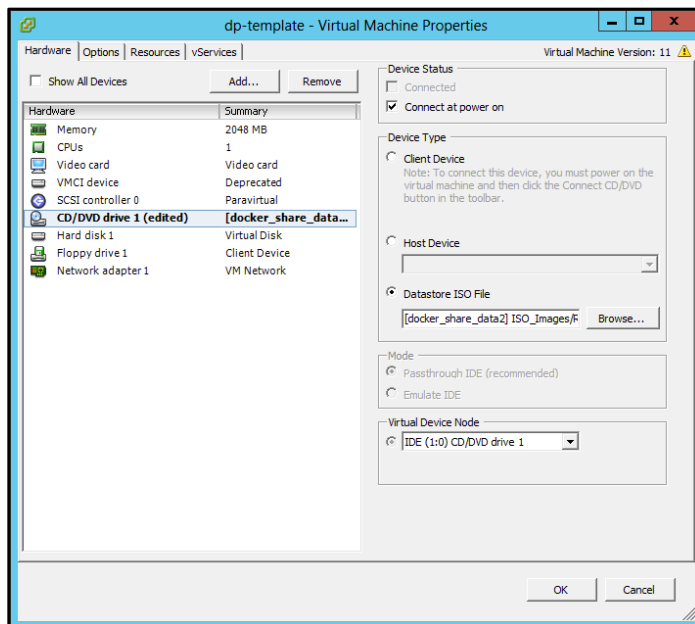 dp-template - Virtual Machine Properties
Hardware Options Resources vServices Virtual Machine Version: 11
Show All Devices Add... Remove
Hardware Summary
Memory 2048 MB
CPUs 1
Video card Video card
VMCI device Deprecated
SCSI controller 0 Paravirtual
CD/DVD drive 1 (edited) [docker_share_data...
Hard disk 1 Virtual Disk
Floppy drive 1 Client Device
Network adapter 1 VM Network
Device Status
Connected
Connect at power on
Device Type
Client Device
Note: To connect this device, you must power on the
virtual machine and then click the Connect CD/DVD
button in the toolbar.
Host Device
Datastore ISO File
[docker_share_data2] ISO_Images/R Browse...
Mode
Passthrough IDE (recommended)
Emulate IDE
Virtual Device Node
IDE (1:0) CD/DVD drive 1
OK Cancel